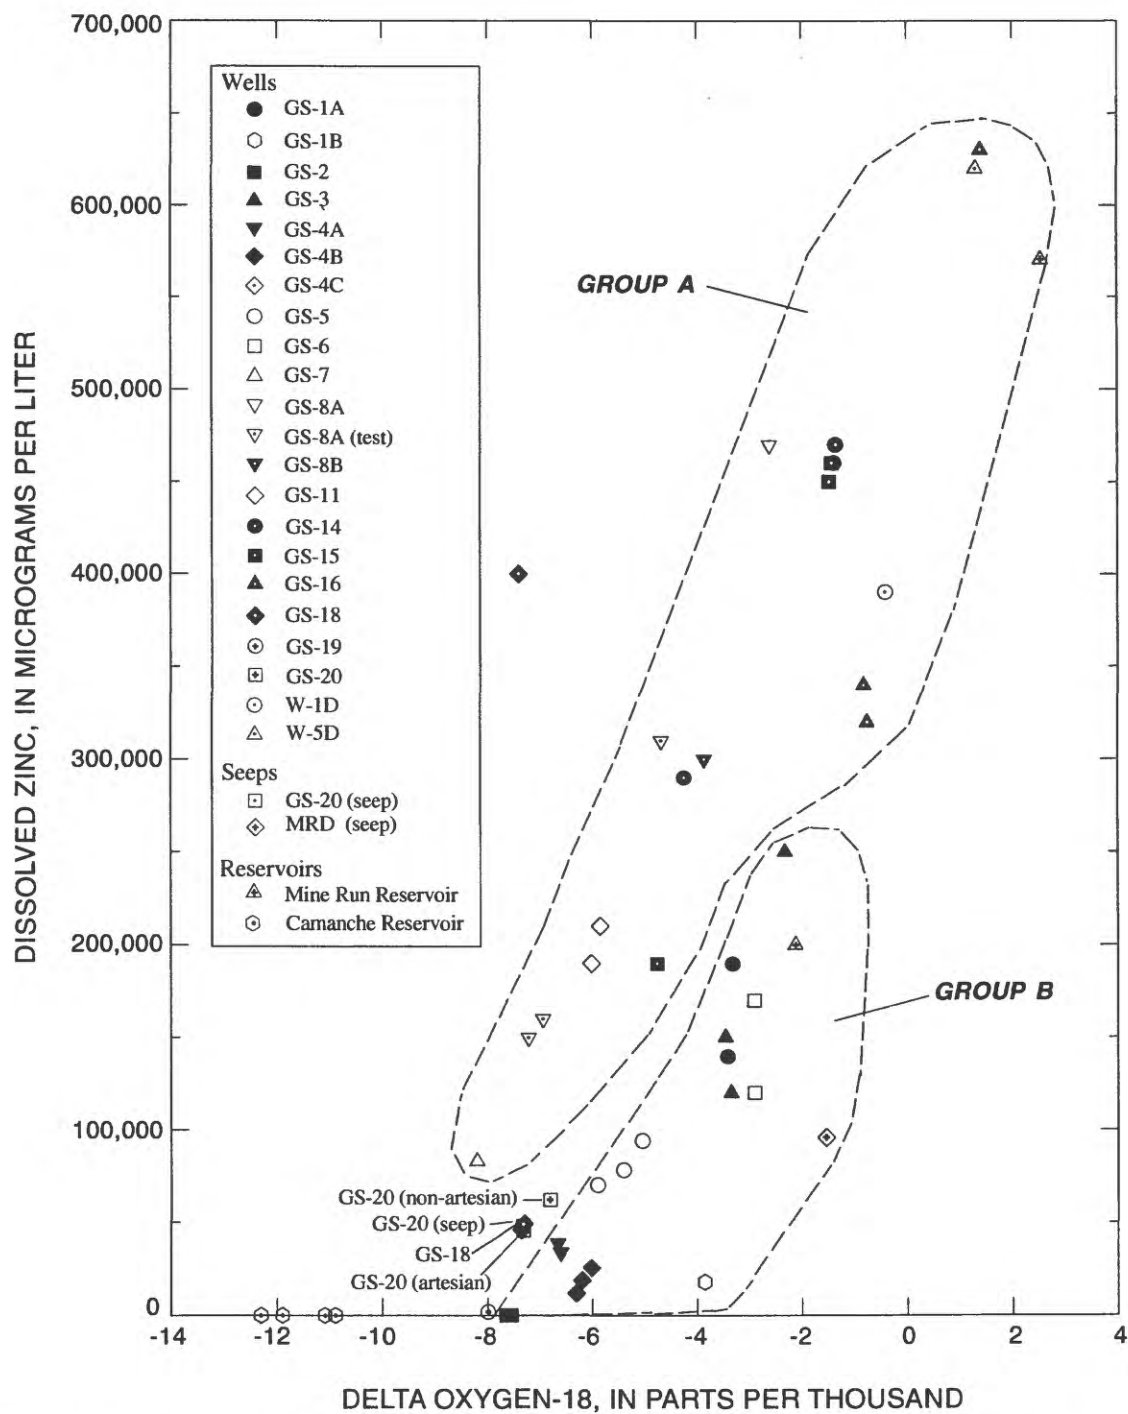 700,000
600,000
500,000
400,000
300,000
200,000
100,000
0
DISSOLVED ZINC, IN MICROGRAMS PER LITER
Wells
GS-1A
GS-1B
GS-2
GS-3
GS-4A
GS-4B
GS-4C
GS-5
GS-6
GS-7
GS-8A
GS-8A (test)
GS-8B
GS-11
GS-14
GS-15
GS-16
GS-18
GS-19
GS-20
W-1D
W-5D
Seeps
GS-20 (seep)
MRD (seep)
Reservoirs
Mine Run Reservoir
Camanche Reservoir
GROUP A
GROUP B
GS-20 (non-artesian)
GS-20 (seep)
GS-18
GS-20 (artesian)
-14 -12 -10 -8 -6 -4 -2 0 2 4
DELTA OXYGEN-18, IN PARTS PER THOUSAND